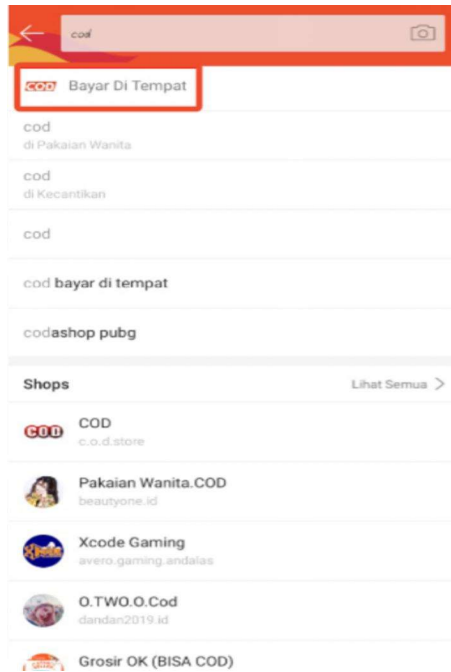 cod
COD Bayar Di Tempat
cod
di Pakaian Wanita
cod
di Kecantikan
cod
cod bayar di tempat
codashop pubg
Shops Lihat Semua >
COD COD
c.o.d.store
Pakaian Wanita.COD
beautyone.id
Xcode Gaming
avero.gaming.andalas
O.TWO.O.Cod
dandan2019.id
Grosir OK (BISA COD)